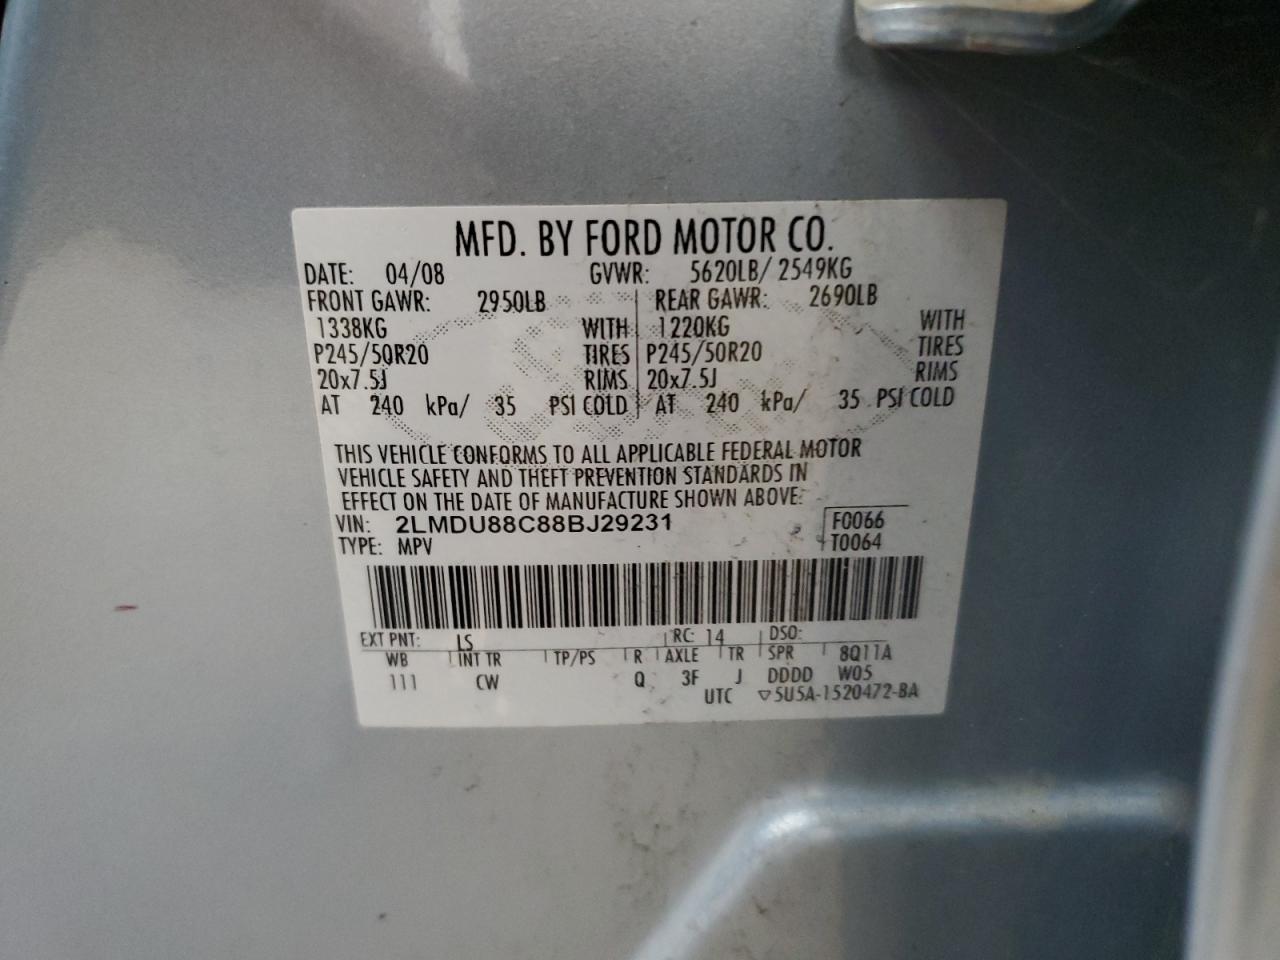 MFD. BY FORD MOTOR CO.
DATE: 04/08 GVWR: 5620LB/ 2549KG
FRONT GAWR: 2950LB REAR GAWR: 2690LB
1338KG WITH 1220KG WITH
P245/50R20 TIRES P245/50R20 TIRES
20x7.5J RIMS 20x7.5J RIMS
AT 240 kPa/ 35 PSI COLD AT 240 kPa/ 35 PSI COLD
THIS VEHICLE CONFORMS TO ALL APPLICABLE FEDERAL MOTOR
VEHICLE SAFETY AND THEFT PREVENTION STANDARDS IN
EFFECT ON THE DATE OF MANUFACTURE SHOWN ABOVE.
VIN: 2LMDU88C88BJ29231 F0066
TYPE: MPV T0064
EXT PNT: LS RC: 14 DSO:
WB INT TR TP/PS R AXLE TR SPR 8Q11A
111 CW Q 3F J DDDD W05
UTC ▽5U5A-1520472-BA